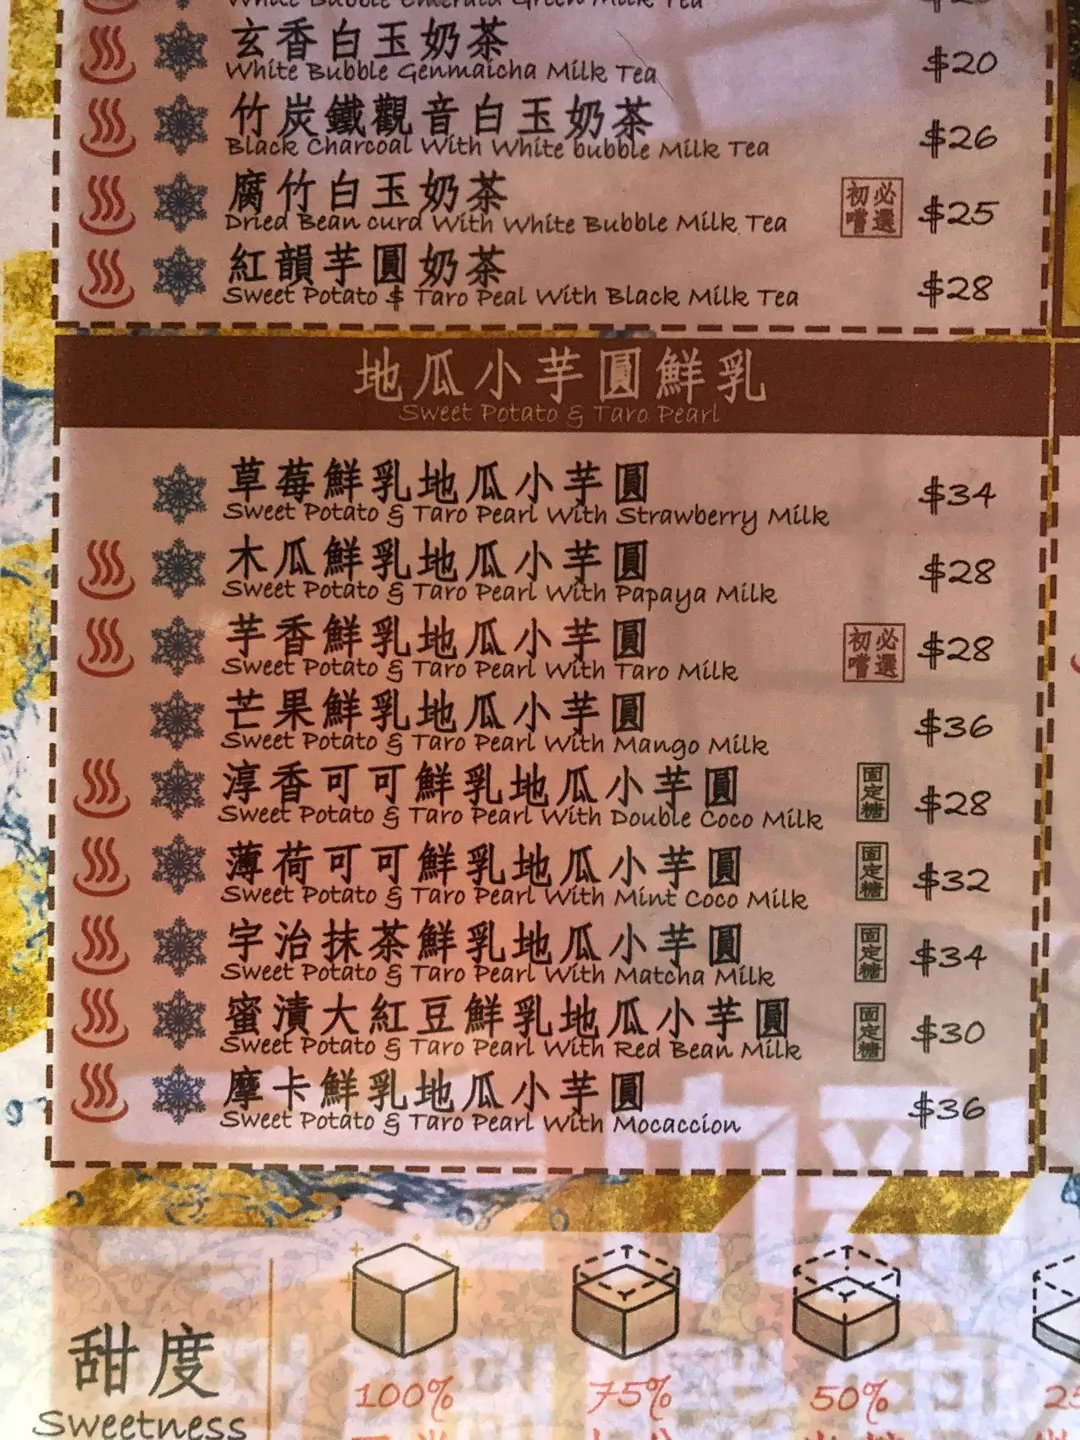 White Bubble Emerald Green Milk Tea
玄香白玉奶茶
White Bubble Genmaicha Milk Tea
$20
竹炭鐵觀音白玉奶茶
Black Charcoal With White bubble Milk Tea
$26
腐竹白玉奶茶
Dried Bean curd With White Bubble Milk Tea
初嚐必選
$25
紅韻芋圓奶茶
Sweet Potato $ Taro Peal With Black Milk Tea
$28
地瓜小芋圓鮮乳
Sweet Potato & Taro Pearl
草莓鮮乳地瓜小芋圓
Sweet Potato & Taro Pearl With Strawberry Milk
$34
木瓜鮮乳地瓜小芋圓
Sweet Potato & Taro Pearl With Papaya Milk
$28
芋香鮮乳地瓜小芋圓
Sweet Potato & Taro Pearl With Taro Milk
初嚐必選
$28
芒果鮮乳地瓜小芋圓
Sweet Potato & Taro Pearl With Mango Milk
$36
淳香可可鮮乳地瓜小芋圓
Sweet Potato & Taro Pearl With Double Coco Milk
固定糖
$28
薄荷可可鮮乳地瓜小芋圓
Sweet Potato & Taro Pearl With Mint Coco Milk
固定糖
$32
宇治抹茶鮮乳地瓜小芋圓
Sweet Potato & Taro Pearl With Matcha Milk
固定糖
$34
蜜漬大紅豆鮮乳地瓜小芋圓
Sweet Potato & Taro Pearl With Red Bean Milk
固定糖
$30
摩卡鮮乳地瓜小芋圓
Sweet Potato & Taro Pearl With Mocaccion
$36
甜度
Sweetness
100%
75%
50%